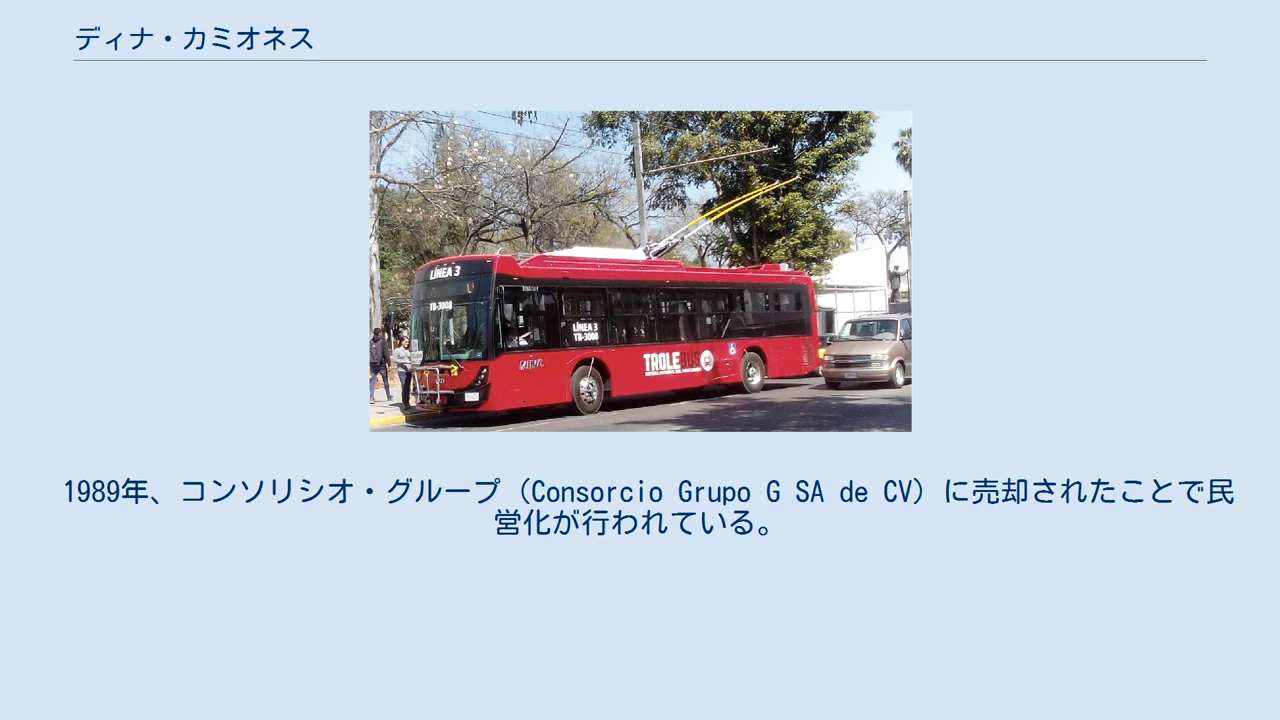 ディナ・カミオネス
LÍNEA 3
TB-3008
LÍNEA 3
TB-3008
TROLEBUS
1989年、コンソリシオ・グループ（Consorcio Grupo G SA de CV）に売却されたことで民
営化が行われている。